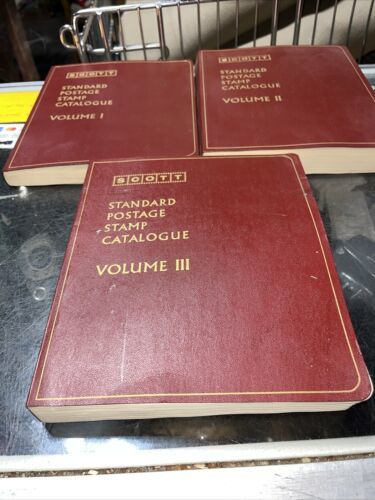 SCOTT
STANDARD
POSTAGE
STAMP
CATALOGUE
VOLUME I
SCOTT
STANDARD
POSTAGE
STAMP
CATALOGUE
VOLUME II
SCOTT
STANDARD
POSTAGE
STAMP
CATALOGUE
VOLUME III